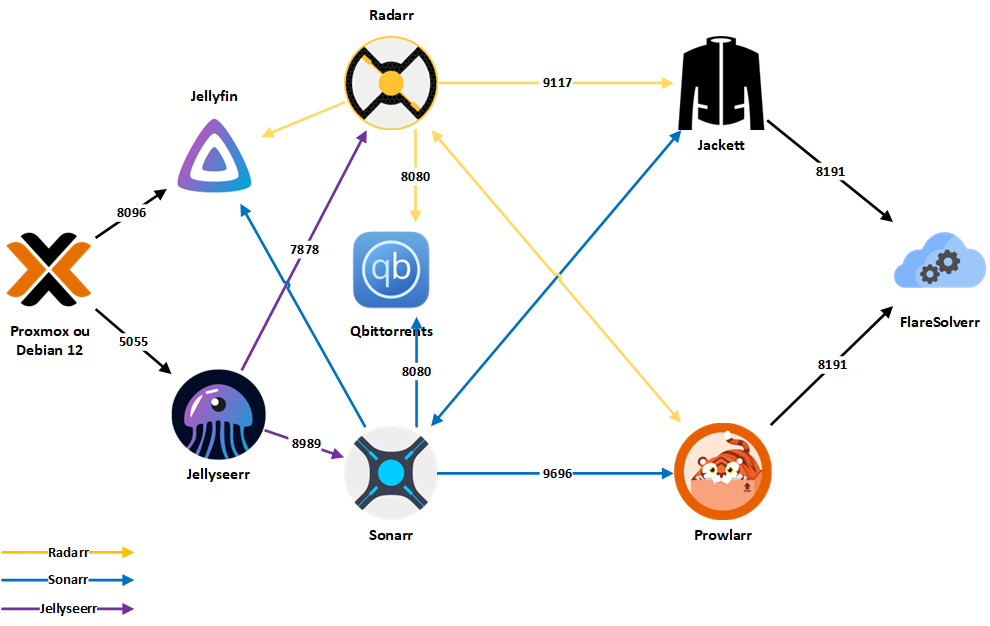 Radarr
9117
Jellyfin
Jackett
8080
8191
8096
7878
qb
Proxmox ou
Debian 12
Qbittorrents
FlareSolverr
5055
8080
8191
Jellyseerr
8989
9696
Sonarr
Prowlarr
Radarr
Sonarr
Jellyseerr